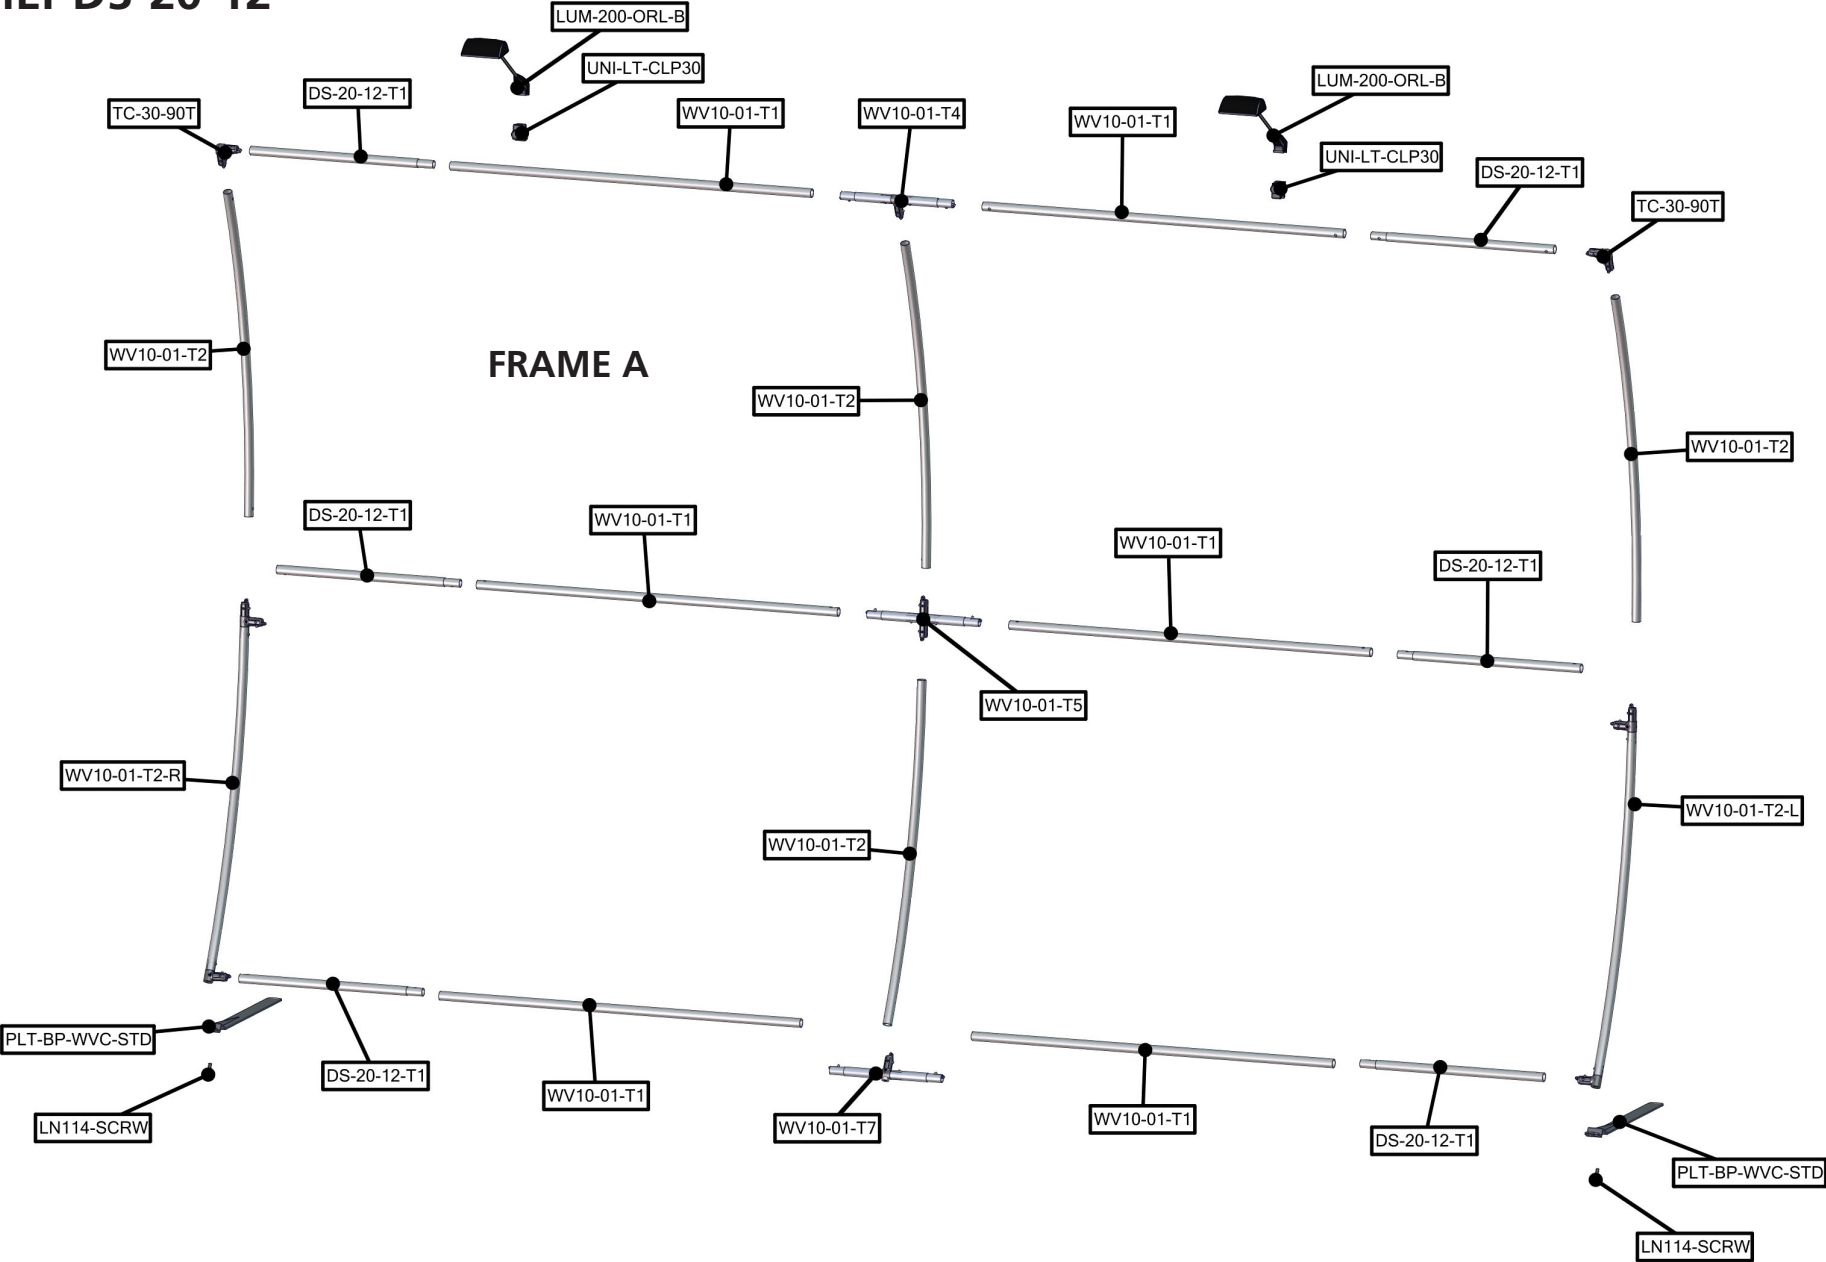 DS-20-12
LUM-200-ORL-B
UNI-LT-CLP30
DS-20-12-T1
TC-30-90T
WV10-01-T1
WV10-01-T4
WV10-01-T1
LUM-200-ORL-B
UNI-LT-CLP30
DS-20-12-T1
TC-30-90T
WV10-01-T2
FRAME A
WV10-01-T2
WV10-01-T2
DS-20-12-T1
WV10-01-T1
WV10-01-T1
DS-20-12-T1
WV10-01-T5
WV10-01-T2-R
WV10-01-T2
WV10-01-T2-L
PLT-BP-WVC-STD
DS-20-12-T1
WV10-01-T1
LN114-SCRW
WV10-01-T7
WV10-01-T1
DS-20-12-T1
PLT-BP-WVC-STD
LN114-SCRW